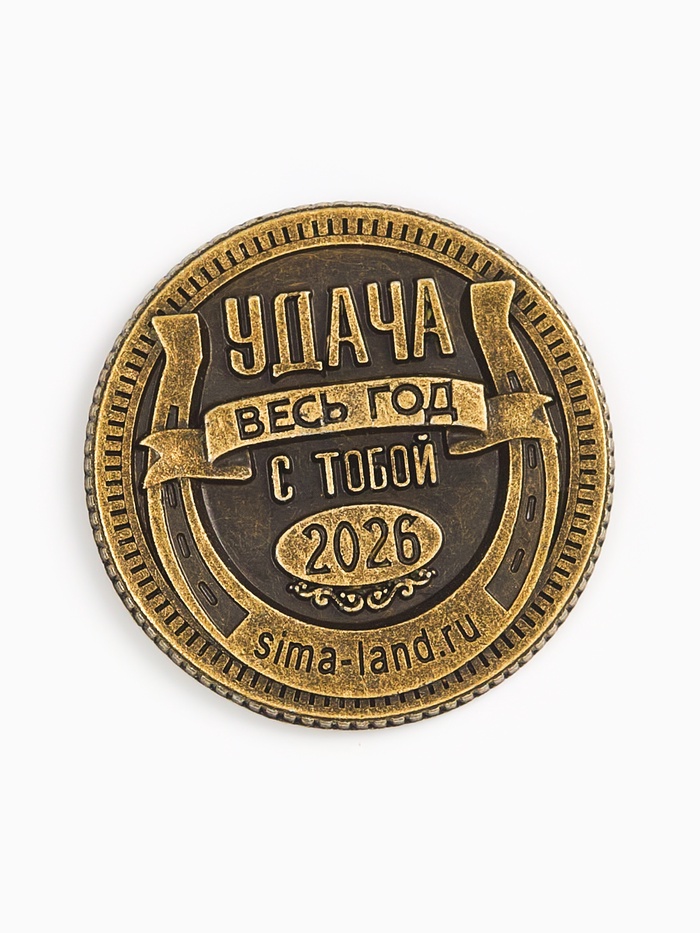 УДАЧА
ВЕСЬ ГОД
С ТОБОЙ
2026
sima-land.ru